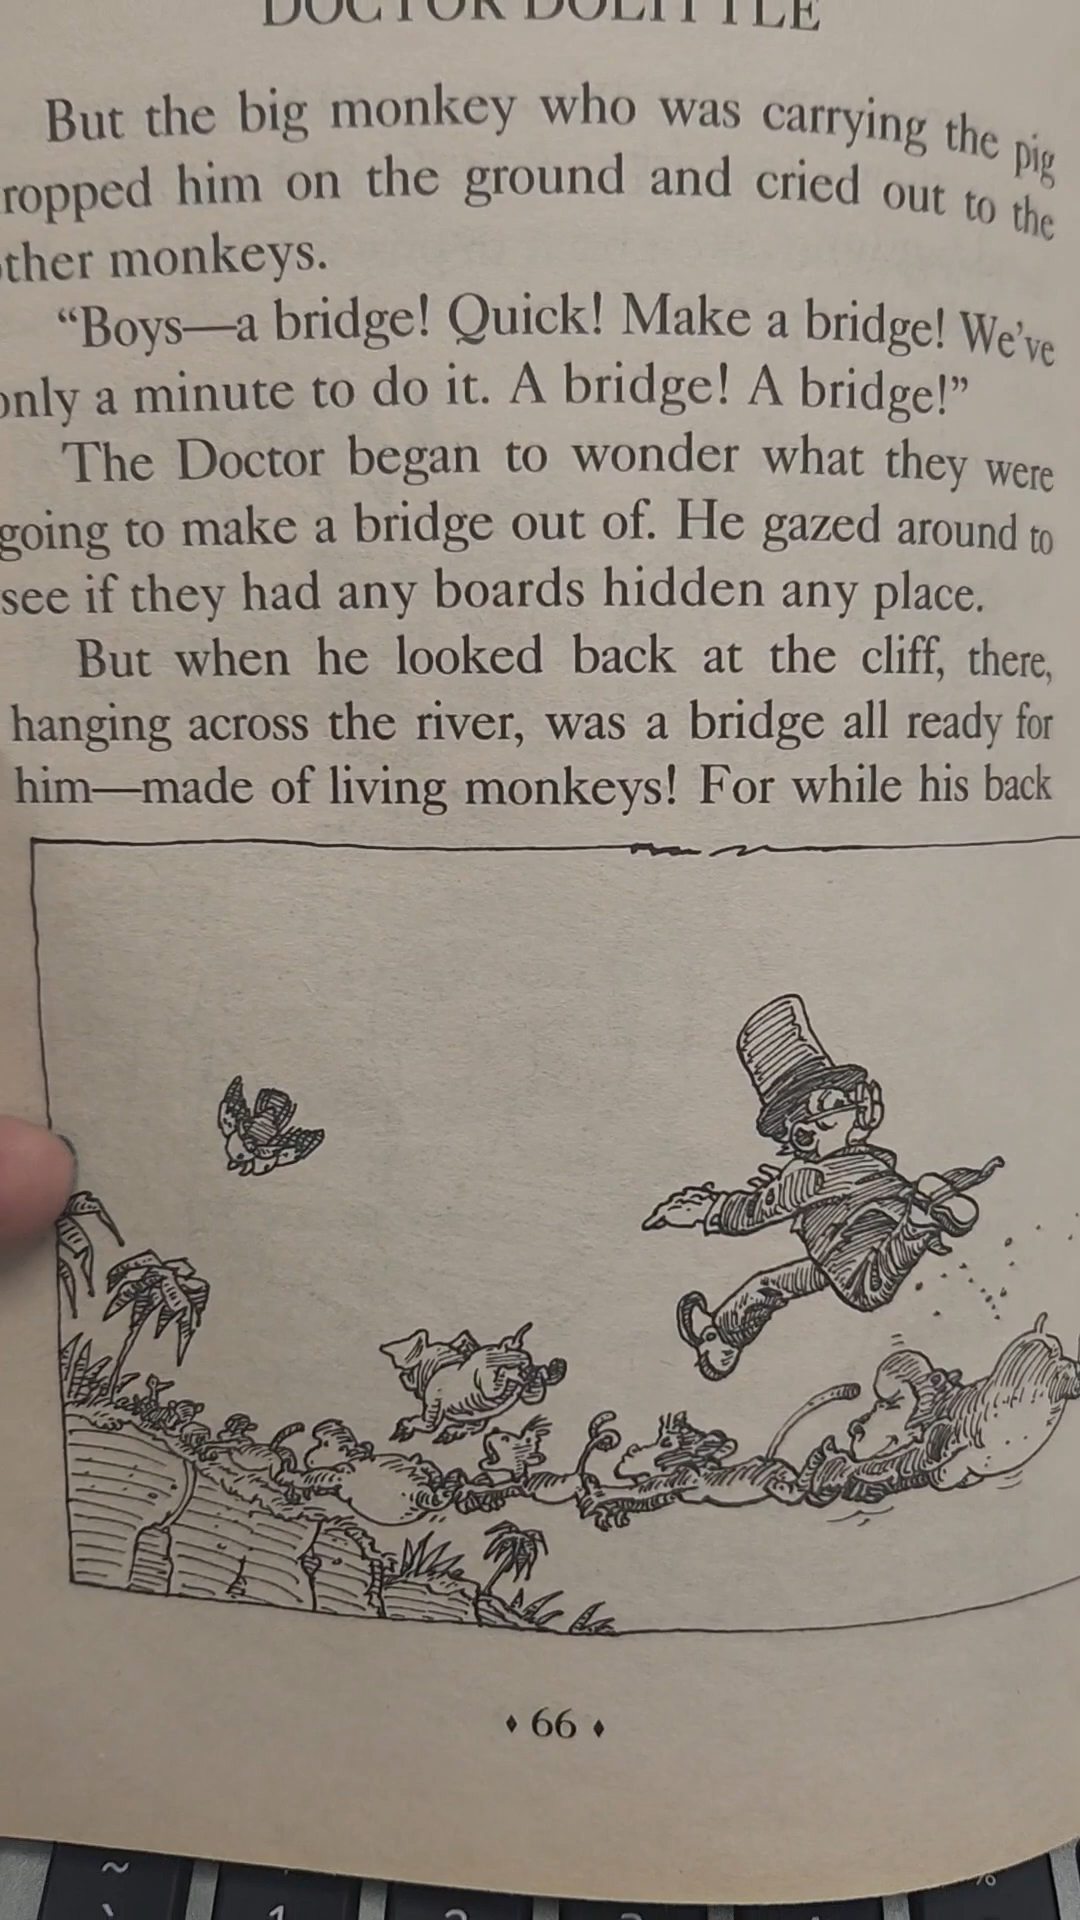 DOCTOR DOLITTLE
But the big monkey who was carrying the pig
ropped him on the ground and cried out to the
ther monkeys.
“Boys—a bridge! Quick! Make a bridge! We’ve
only a minute to do it. A bridge! A bridge!”
The Doctor began to wonder what they were
going to make a bridge out of. He gazed around to
see if they had any boards hidden any place.
But when he looked back at the cliff, there,
hanging across the river, was a bridge all ready for
him—made of living monkeys! For while his back
♦ 66 ♦
~
%
` 1